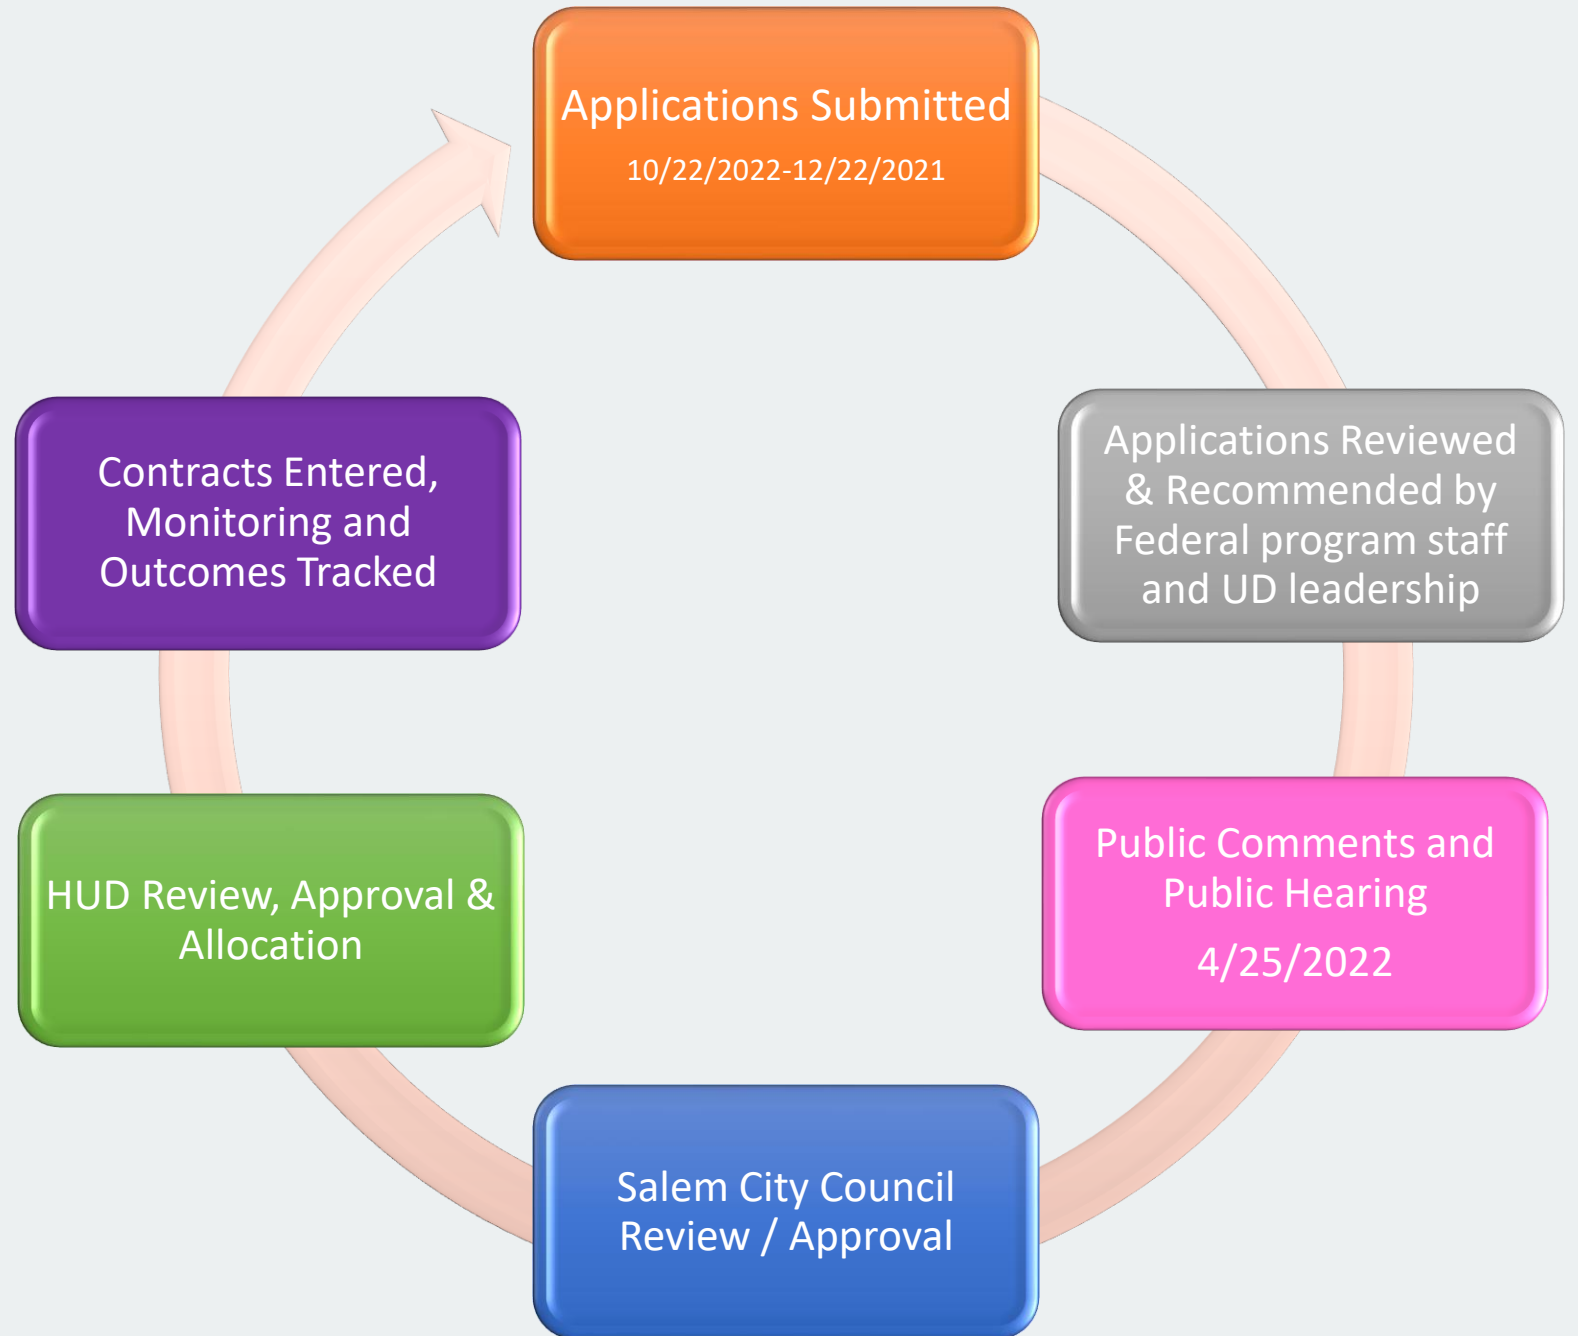 Applications Submitted
10/22/2022-12/22/2021
Applications Reviewed
& Recommended by
Federal program staff
and UD leadership
Public Comments and
Public Hearing
4/25/2022
Salem City Council
Review / Approval
HUD Review, Approval &
Allocation
Contracts Entered,
Monitoring and
Outcomes Tracked